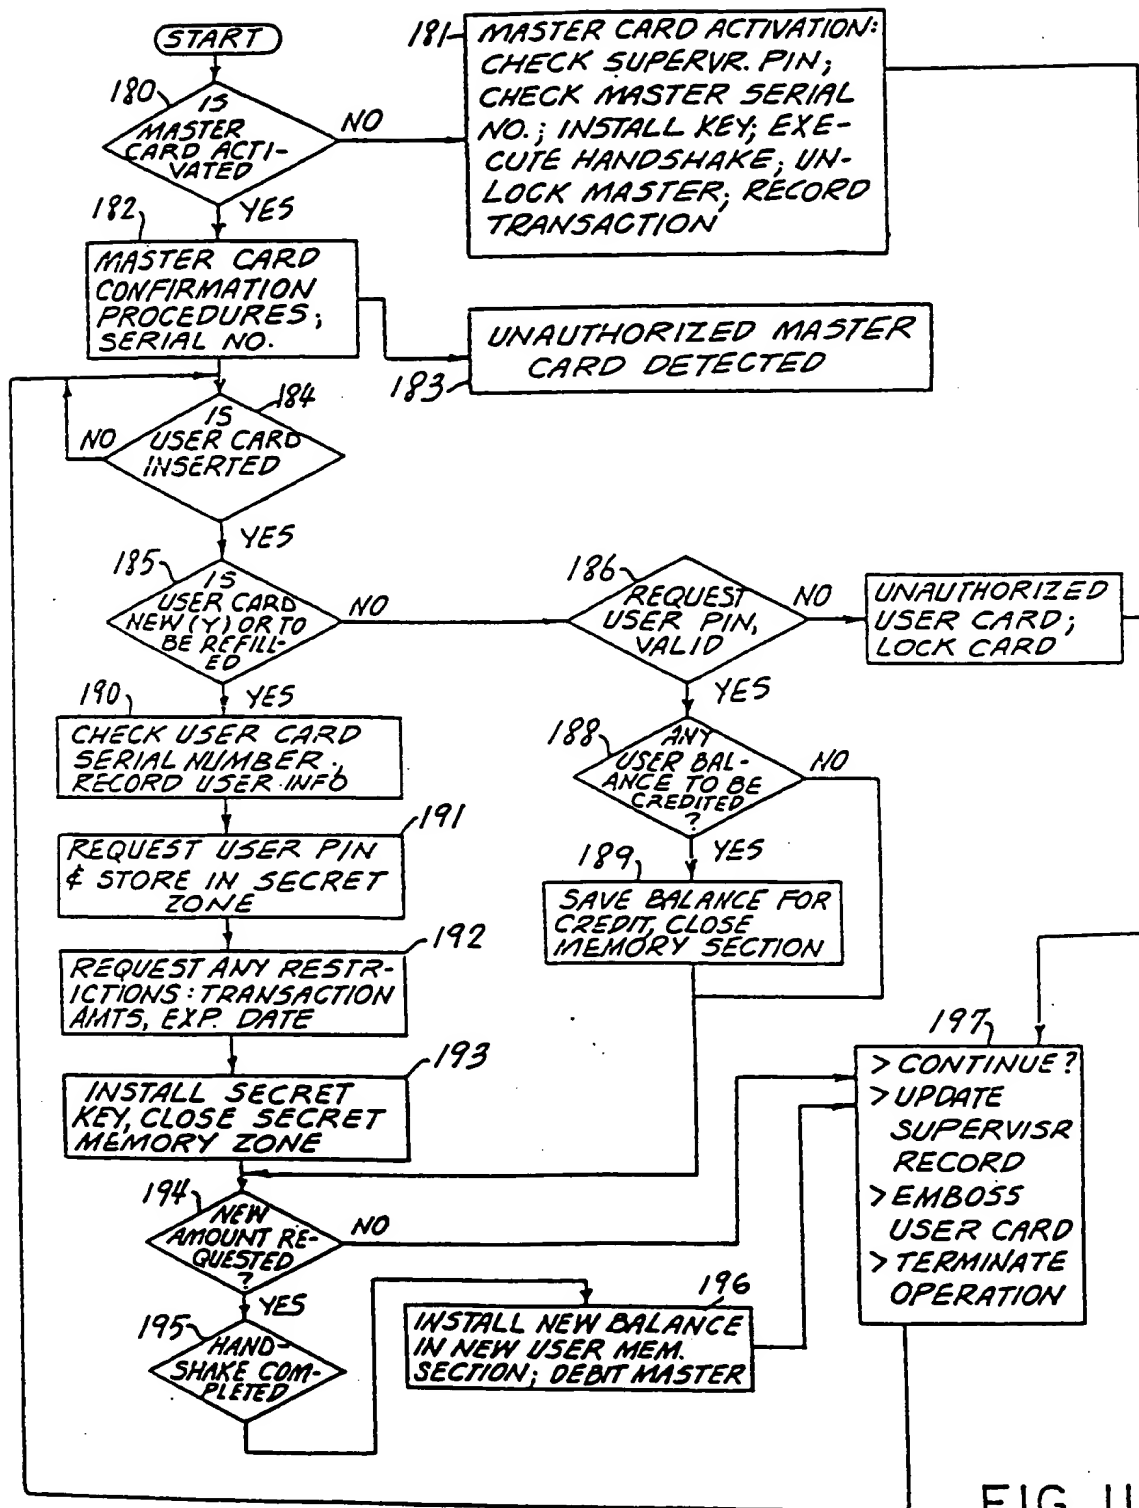 START
180
IS
MASTER
CARD ACTI-
VATED
NO
YES
181
MASTER CARD ACTIVATION:
CHECK SUPERVR. PIN;
CHECK MASTER SERIAL
NO.; INSTALL KEY; EXE-
CUTE HANDSHAKE; UN-
LOCK MASTER; RECORD
TRANSACTION
182
MASTER CARD
CONFIRMATION
PROCEDURES;
SERIAL NO.
UNAUTHORIZED MASTER
CARD DETECTED
183
184
IS
USER CARD
INSERTED
NO
YES
185
IS
USER CARD
NEW (Y) OR TO
BE REFILL-
ED
NO
YES
186
REQUEST
USER PIN,
VALID
NO
YES
UNAUTHORIZED
USER CARD;
LOCK CARD
188
ANY
USER BAL-
ANCE TO BE
CREDITED
?
NO
YES
189
SAVE BALANCE FOR
CREDIT, CLOSE
MEMORY SECTION
190
CHECK USER CARD
SERIAL NUMBER;
RECORD USER INFO
191
REQUEST USER PIN
& STORE IN SECRET
ZONE
192
REQUEST ANY RESTR-
ICTIONS: TRANSACTION
AMTS, EXP. DATE
193
INSTALL SECRET
KEY, CLOSE SECRET
MEMORY ZONE
194
NEW
AMOUNT RE-
QUESTED
?
NO
YES
195
HAND-
SHAKE COM-
PLETED
196
INSTALL NEW BALANCE
IN NEW USER MEM.
SECTION; DEBIT MASTER
197
> CONTINUE?
> UPDATE
SUPERVISR
RECORD
> EMBOSS
USER CARD
> TERMINATE
OPERATION
FIG. 11